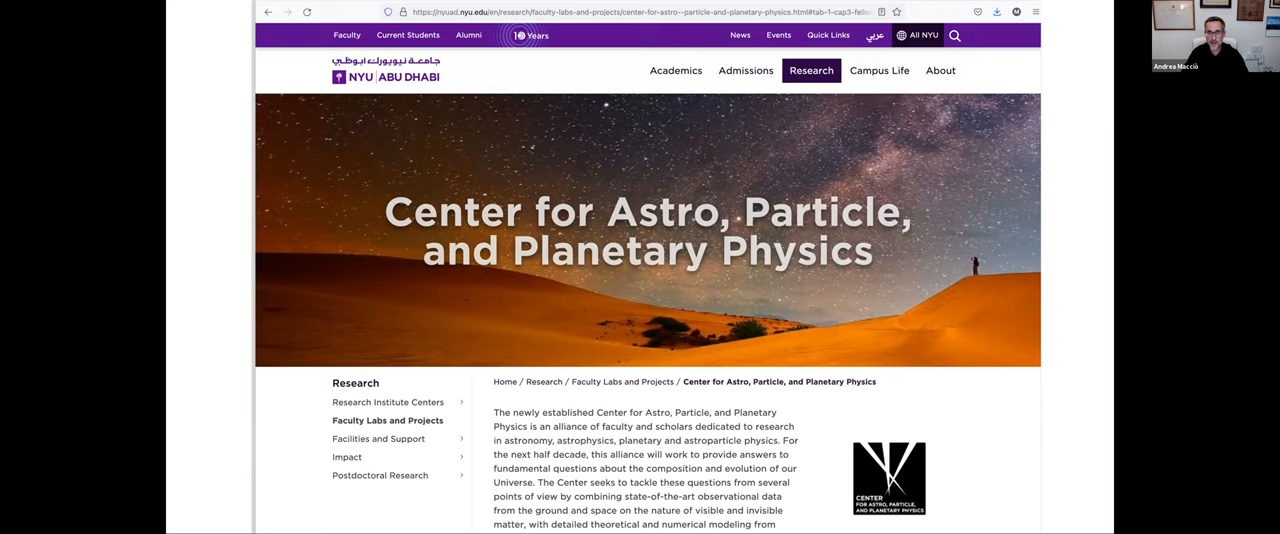 https://nyuad.nyu.edu/en/research/faculty-labs-and-projects/center-for-astro--particle-and-planetary-physics.html#tab-1-cap3-fello
Faculty
Current Students
Alumni
10 Years
News
Events
Quick Links
عربي
All NYU
جامعـة نيويورك أبوظـبي
NYU | ABU DHABI
Academics
Admissions
Research
Campus Life
About
Andrea Macciò
Center for Astro, Particle,
and Planetary Physics
Research
Research Institute Centers
Faculty Labs and Projects
Facilities and Support
Impact
Postdoctoral Research
Home / Research / Faculty Labs and Projects / Center for Astro, Particle, and Planetary Physics
The newly established Center for Astro, Particle, and Planetary
Physics is an alliance of faculty and scholars dedicated to research
in astronomy, astrophysics, planetary and astroparticle physics. For
the next half decade, this alliance will work to provide answers to
fundamental questions about the composition and evolution of our
Universe. The Center seeks to tackle these questions from several
points of view by combining state-of-the-art observational data
from the ground and space on the nature of visible and invisible
matter, with detailed theoretical and numerical modeling from
CENTER
FOR ASTRO, PARTICLE,
AND PLANETARY PHYSICS